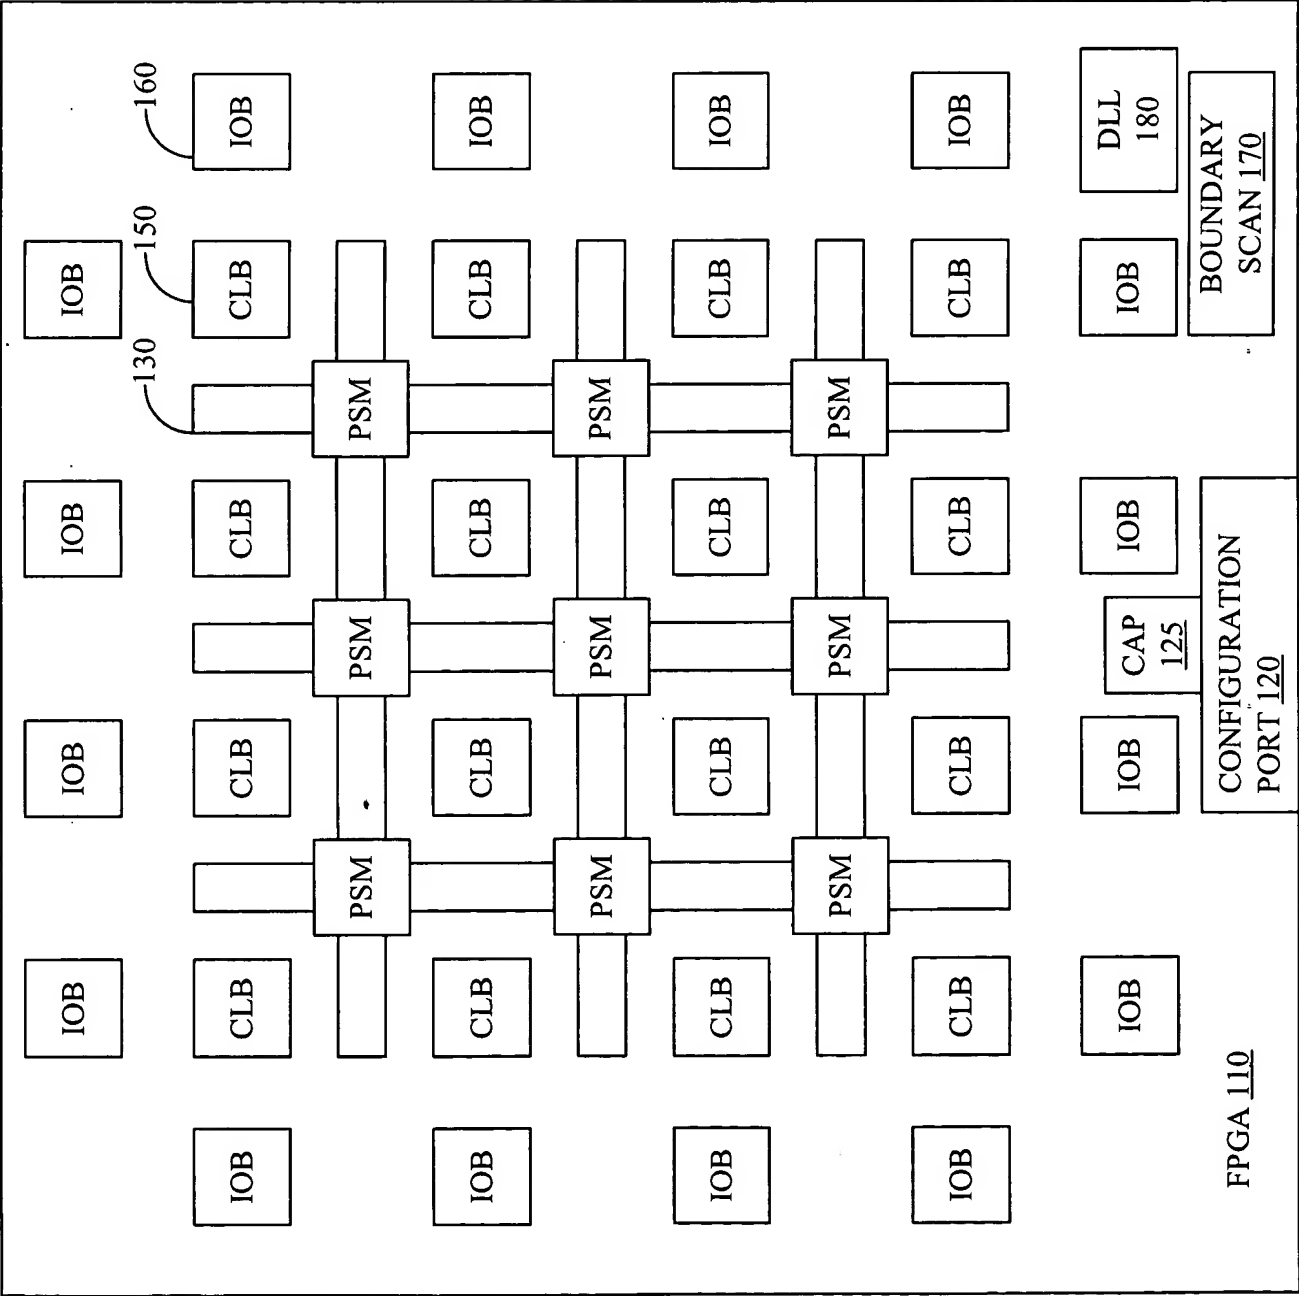 IOB IOB IOB IOB
130 150 160
IOB CLB CLB CLB CLB IOB
PSM PSM PSM
IOB CLB CLB CLB CLB IOB
PSM PSM PSM
IOB CLB CLB CLB CLB IOB
PSM PSM PSM
IOB CLB CLB CLB CLB IOB
IOB IOB IOB IOB
DLL
180
CAP
125
BOUNDARY
SCAN 170
CONFIGURATION
PORT 120
FPGA 110